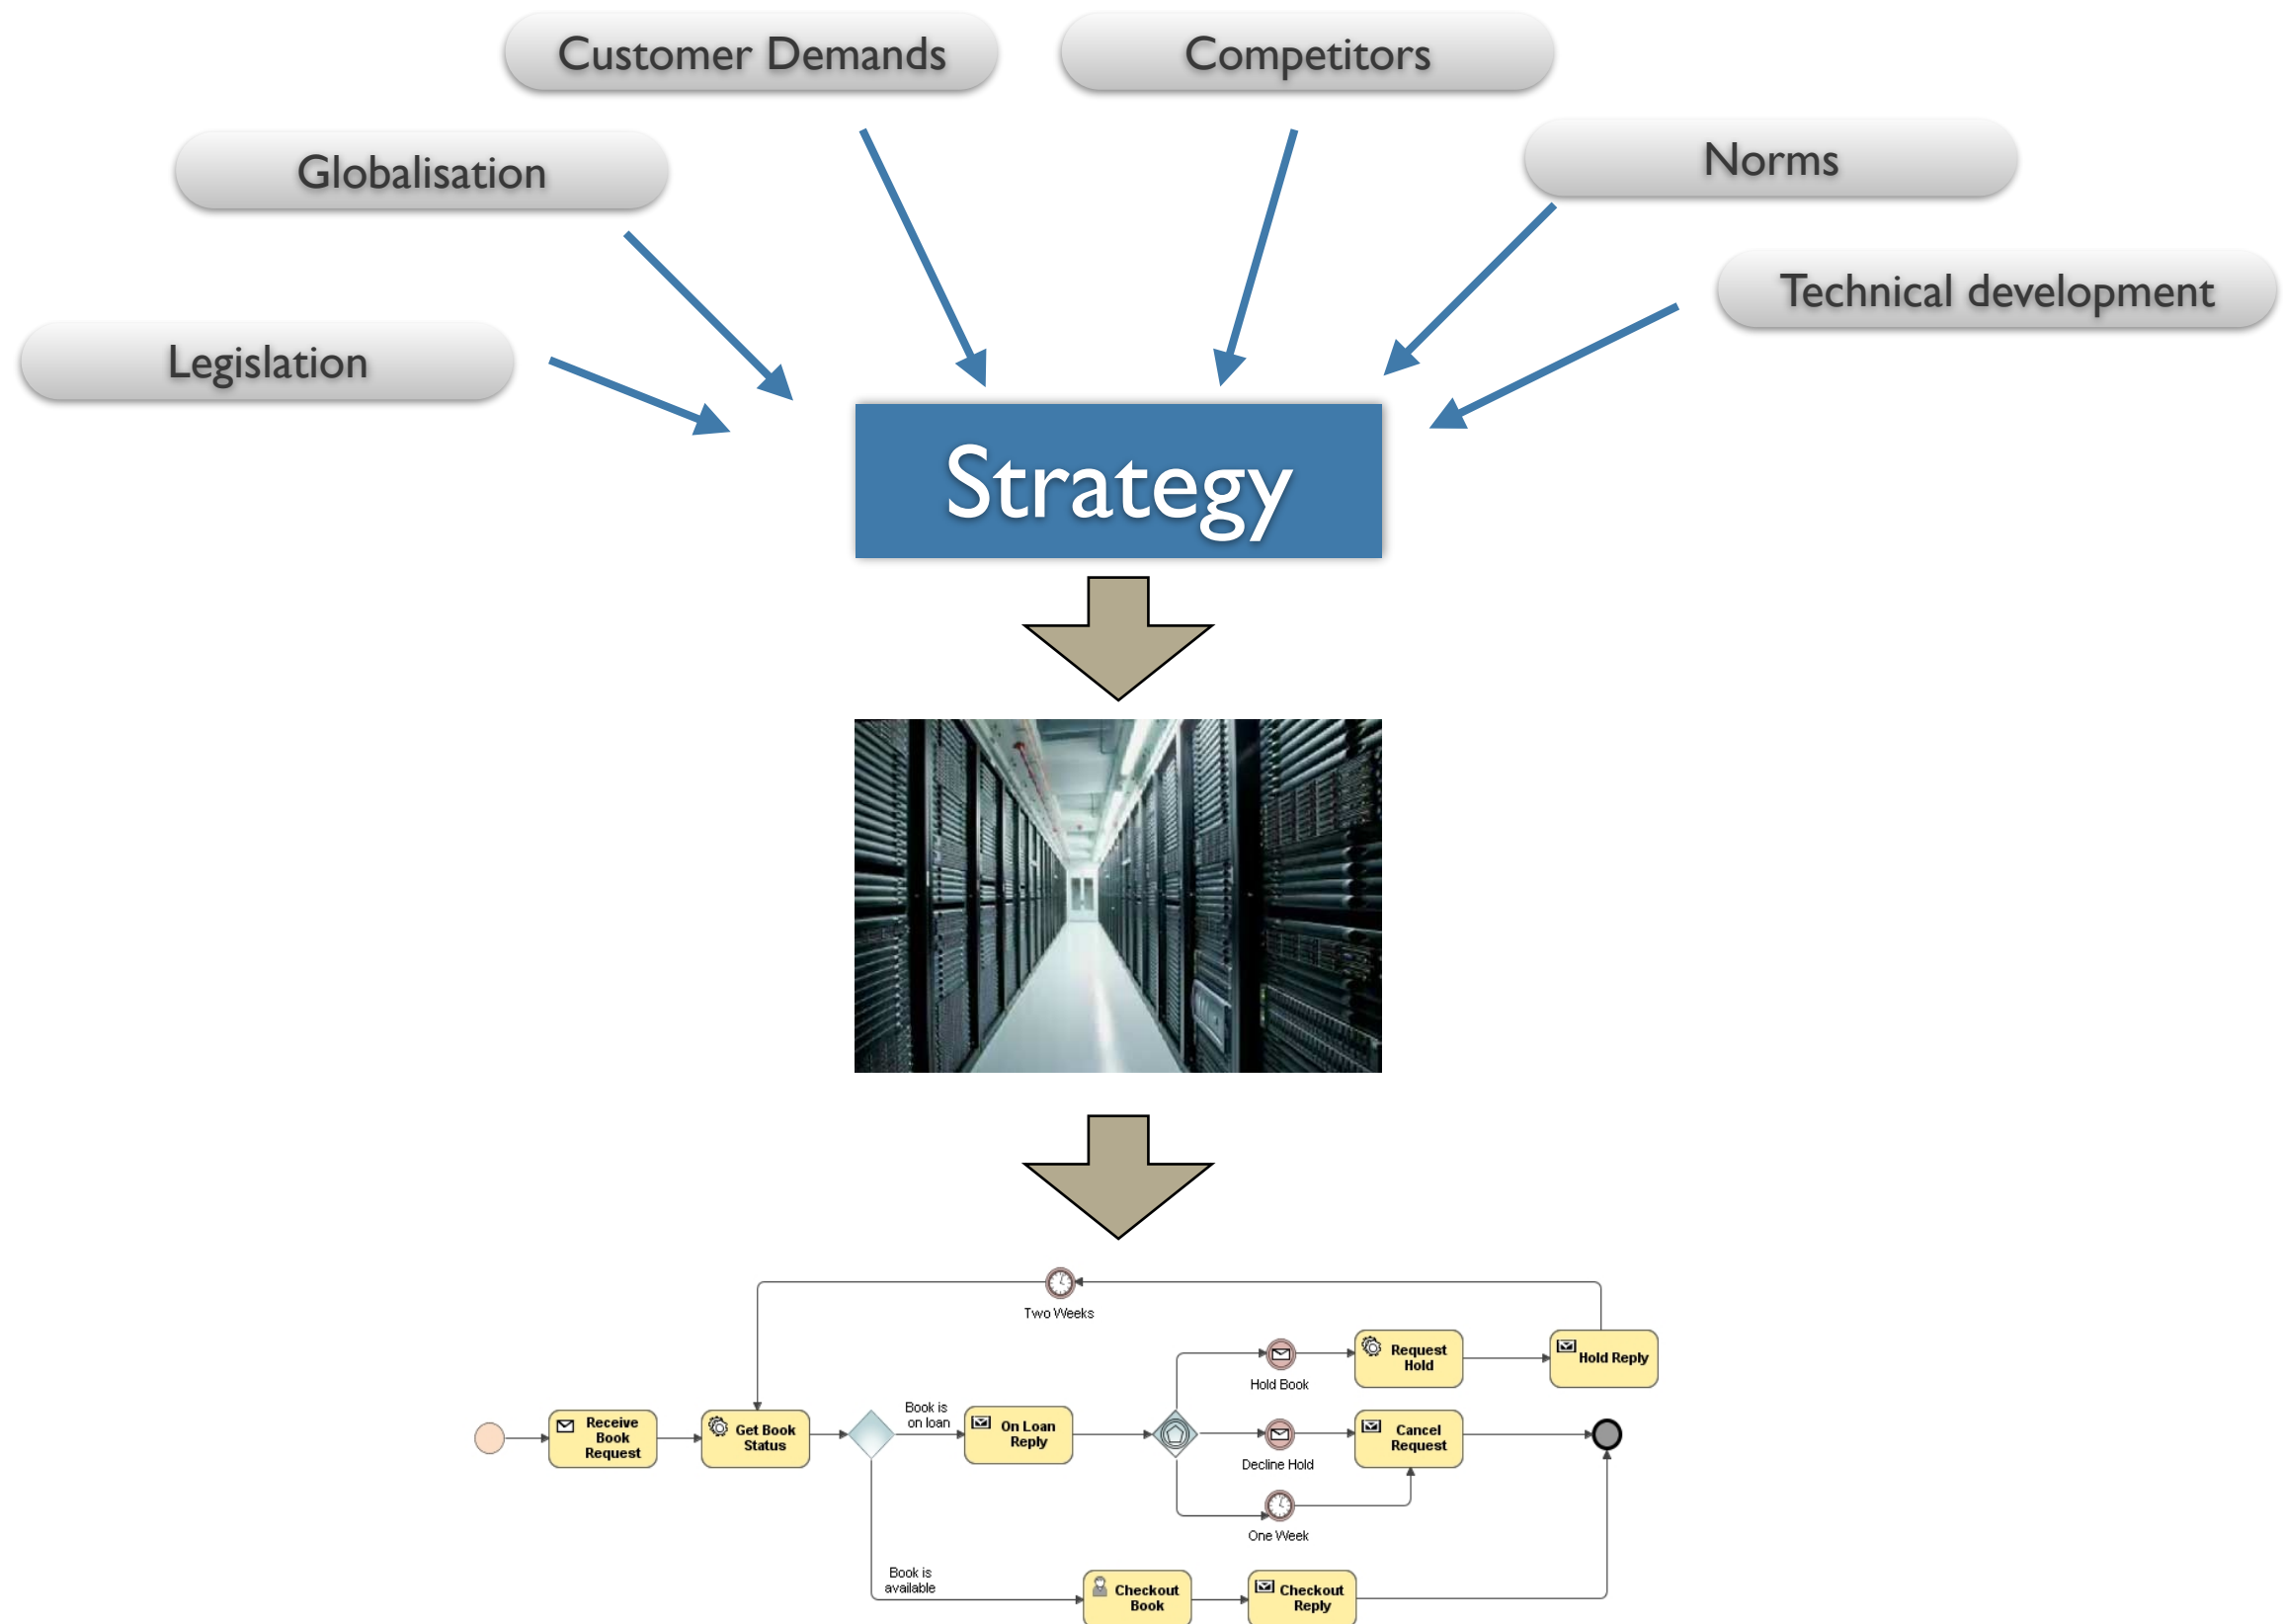 Customer Demands
Competitors
Globalisation
Norms
Technical development
Legislation
Strategy
Two Weeks
Request
Hold
Hold Reply
Hold Book
Receive
Book
Request
Get Book
Status
Book is
on loan
On Loan
Reply
Cancel
Request
Decline Hold
One Week
Book is
available
Checkout
Book
Checkout
Reply